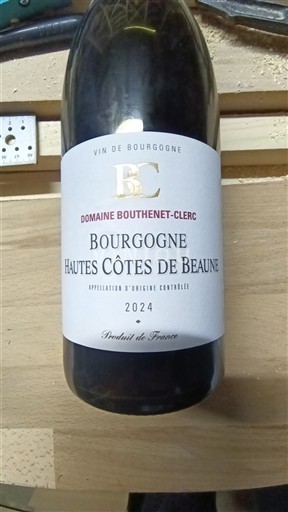 VIN DE BOURGOGNE
BC
DOMAINE BOUTHENET-CLERC
BOURGOGNE
HAUTES CÔTES DE BEAUNE
APPELLATION D'ORIGINE CONTRÔLÉE
2024
Produit de France